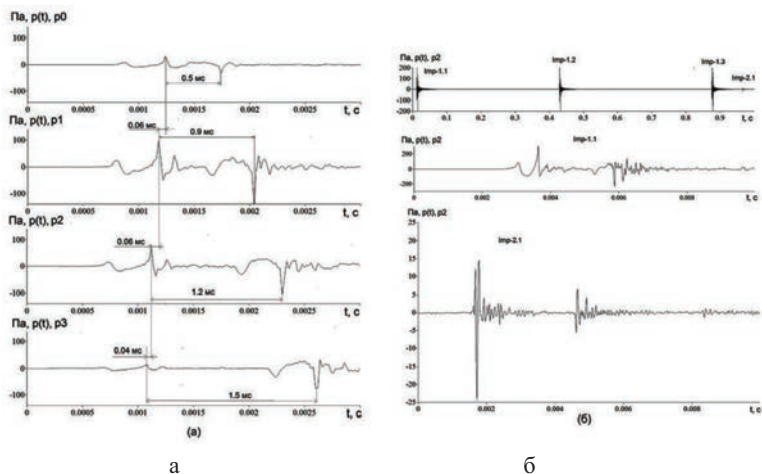 Па, p(t), p0
100
0
-100
0.5 мс
0 0.0005 0.001 0.0015 0.002 0.0025 t, c
Па, p(t), p1
0.06 мс
0.9 мс
100
0
-100
0 0.0005 0.001 0.0015 0.002 0.0025 t, c
Па, p(t), p2
0.06 мс
100
0
-100
1.2 мс
0 0.0005 0.001 0.0015 0.002 0.0025 t, c
Па, p(t), p3
0.04 мс
100
0
-100
1.5 мс
0 0.0005 0.001 0.0015 0.002 0.0025 t, c
(а)
а
Па, p(t), p2
Imp-1.1
Imp-1.2
Imp-1.3
Imp-2.1
200
100
0
-100
-200
0 0.1 0.2 0.3 0.4 0.5 0.6 0.7 0.8 0.9 t, c
Па, p(t), p2
Imp-1.1
200
0
-200
0 0.002 0.004 0.006 0.008 t, c
Па, p(t), p2
Imp-2.1
25
20
15
10
5
0
-5
-10
-15
-20
-25
0 0.002 0.004 0.006 0.008 t, c
(б)
б